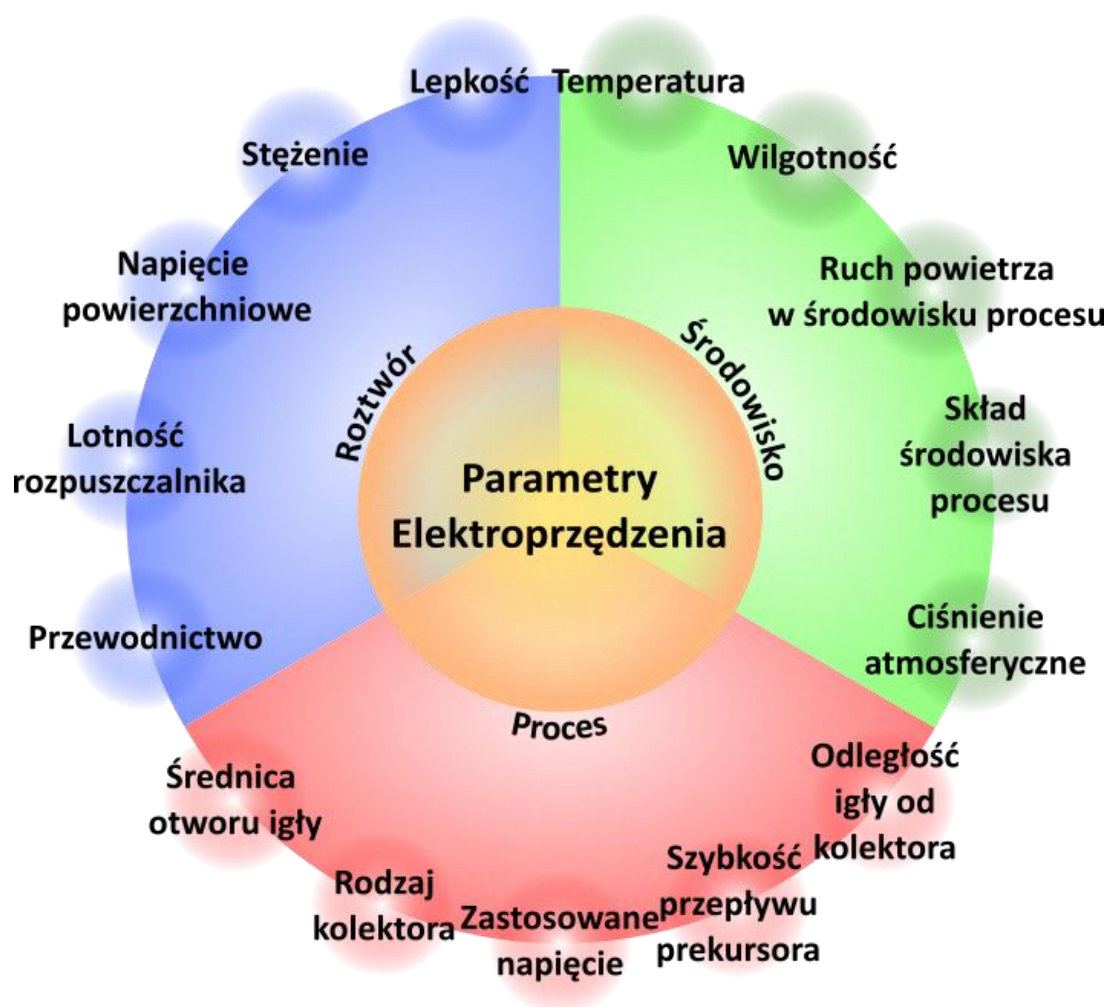 Lepkość
Temperatura
Stężenie
Wilgotność
Napięcie
powierzchniowe
Ruch powietrza
w środowisku procesu
Roztwór
Środowisko
Lotność
rozpuszczalnika
Skład
środowiska
procesu
Parametry
Elektroprzędzenia
Przewodnictwo
Ciśnienie
atmosferyczne
Proces
Średnica
otworu igły
Rodzaj
kolektora
Zastosowane
napięcie
Szybkość
przepływu
prekursora
Odległość
igły od
kolektora